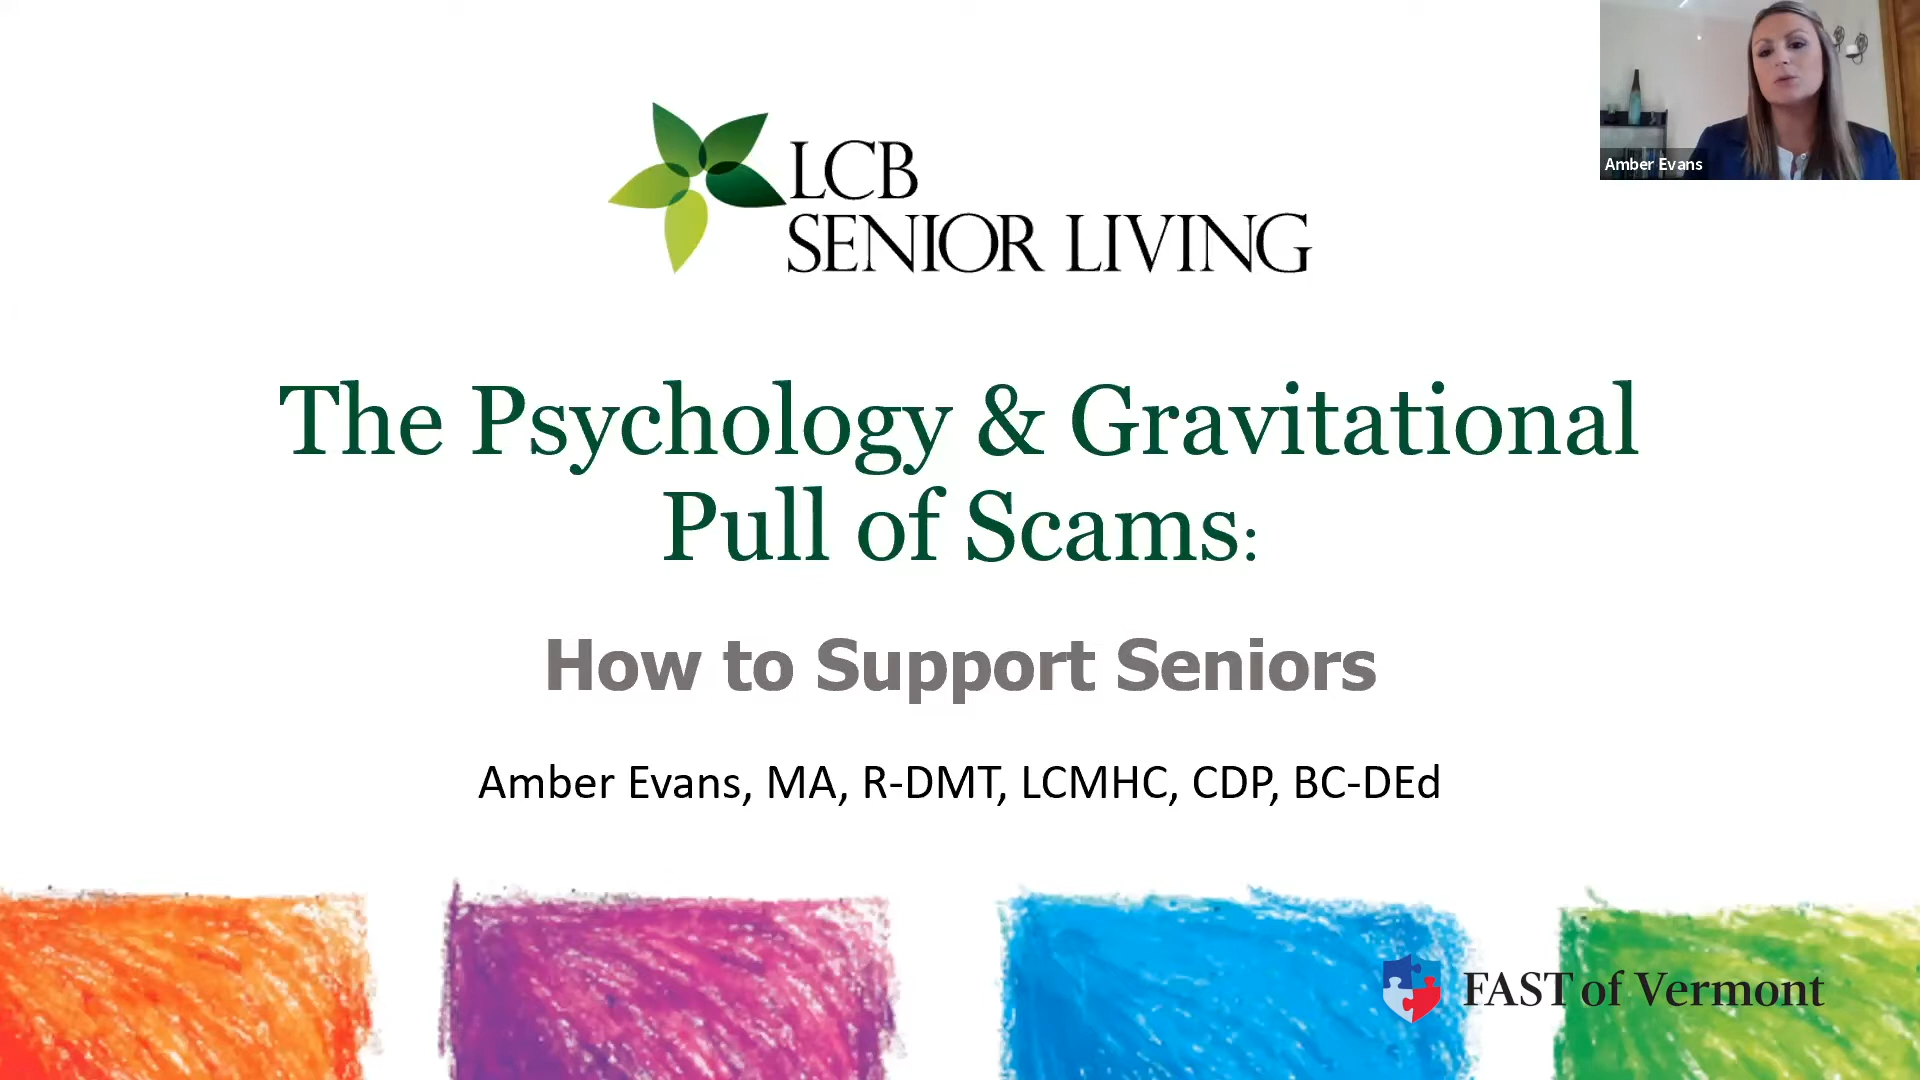 LCB
SENIOR LIVING
Amber Evans
The Psychology & Gravitational
Pull of Scams:
How to Support Seniors
Amber Evans, MA, R-DMT, LCMHC, CDP, BC-DEd
FAST of Vermont